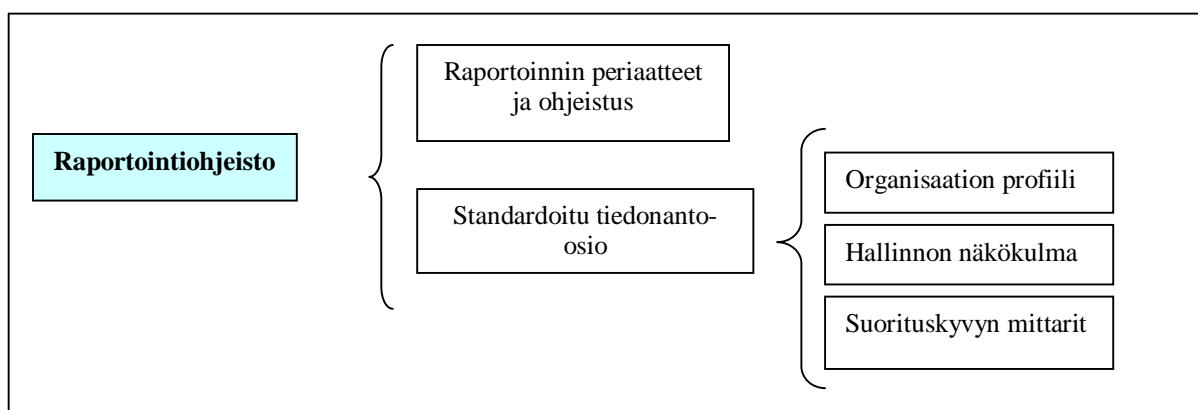 Raportoinnin periaatteet
ja ohjeistus
Raportointiohjeisto
Standardoitu tiedonanto-
osio
Organisaation profiili
Hallinnon näkökulma
Suorituskyvyn mittarit